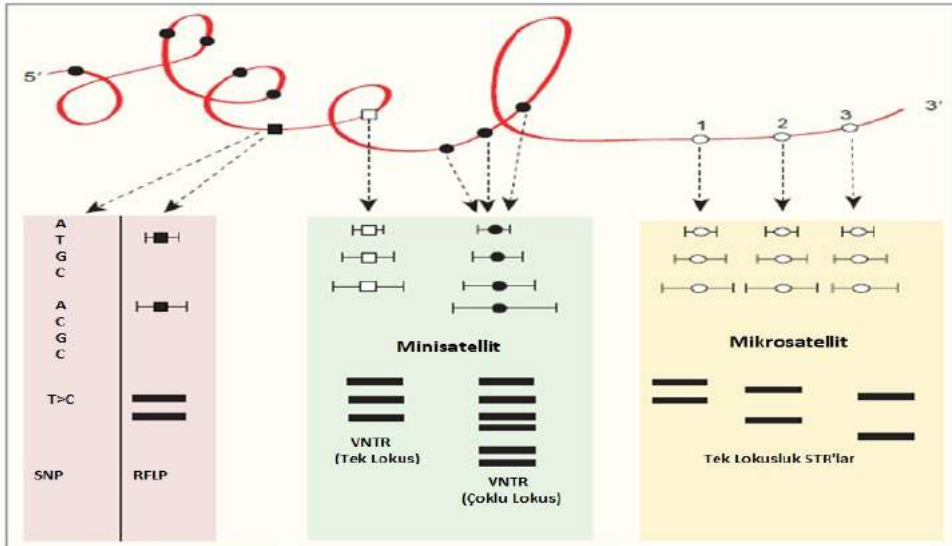 5'
3'
1
2
3
A
T
G
C
A
C
G
C
T>C
SNP
RFLP
Minisatellit
VNTR
(Tek Lokus)
VNTR
(Çoklu Lokus)
Mikrosatellit
Tek Lokusluk STR'lar